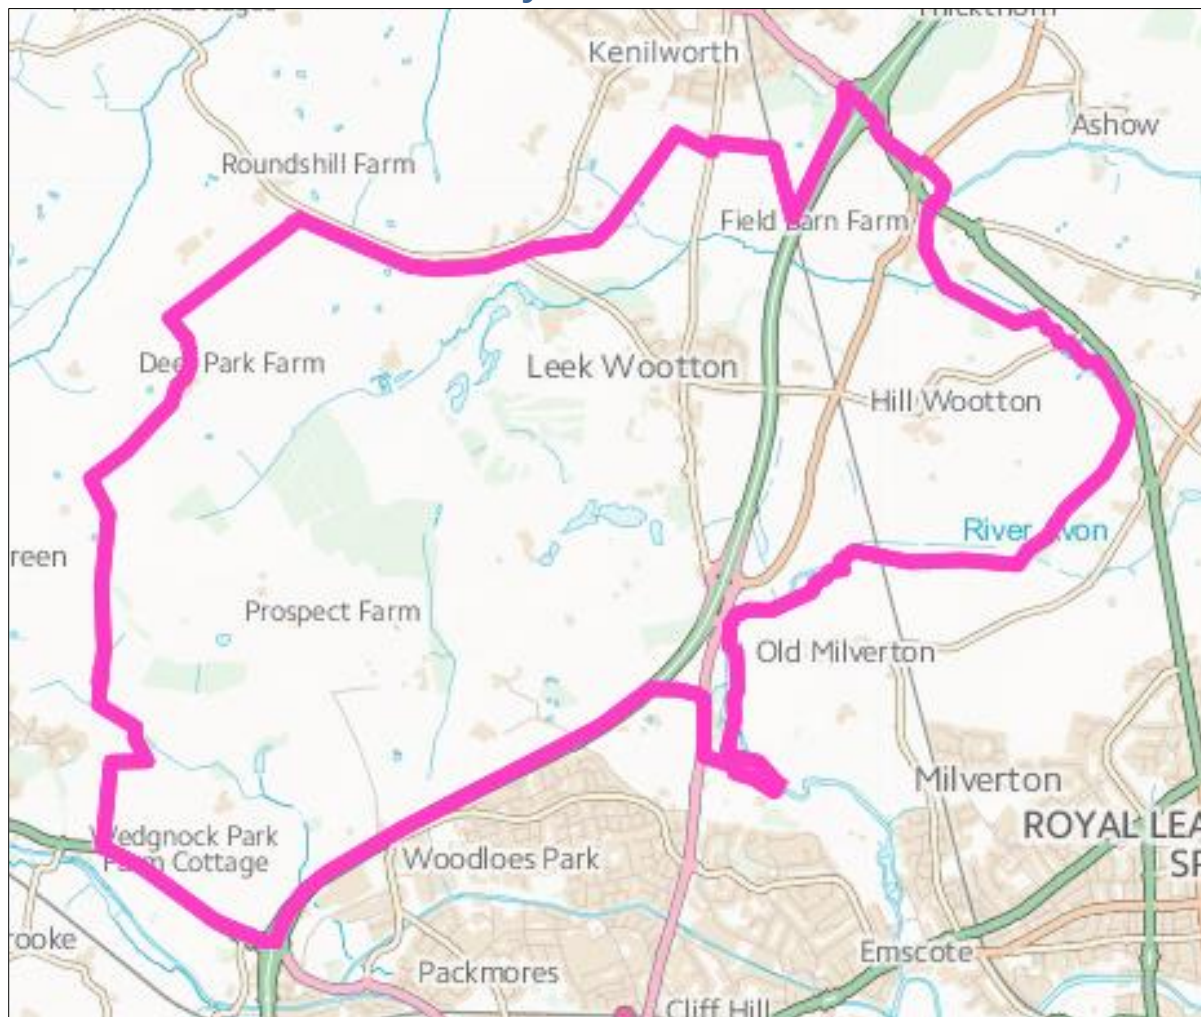 Kenilworth
Ashow
Roundshill Farm
Field Barn Farm
Deer Park Farm
Leek Wootton
Hill Wootton
River Avon
reen
Prospect Farm
Old Milverton
Milverton
ROYAL LEA
SP
Wedgnock Park
Farm Cottage
Woodloes Park
rooke
Emscote
Packmores
Cliff Hill